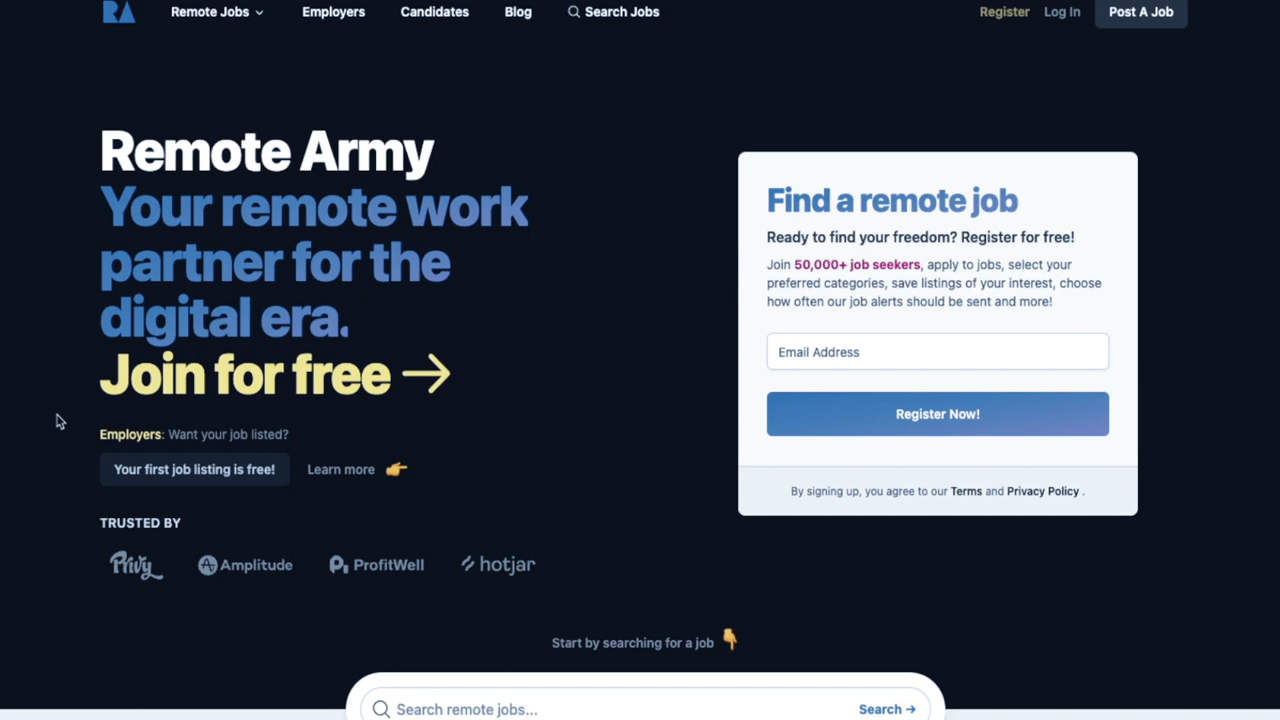 RA Remote Jobs Employers Candidates Blog Search Jobs Register Log In Post A Job
Remote Army
Your remote work
partner for the
digital era.
Join for free →
Employers: Want your job listed?
Your first job listing is free! Learn more
TRUSTED BY
Privy Amplitude ProfitWell hotjar
Find a remote job
Ready to find your freedom? Register for free!
Join 50,000+ job seekers, apply to jobs, select your
preferred categories, save listings of your interest, choose
how often our job alerts should be sent and more!
Email Address
Register Now!
By signing up, you agree to our Terms and Privacy Policy .
Start by searching for a job
Search remote jobs... Search →